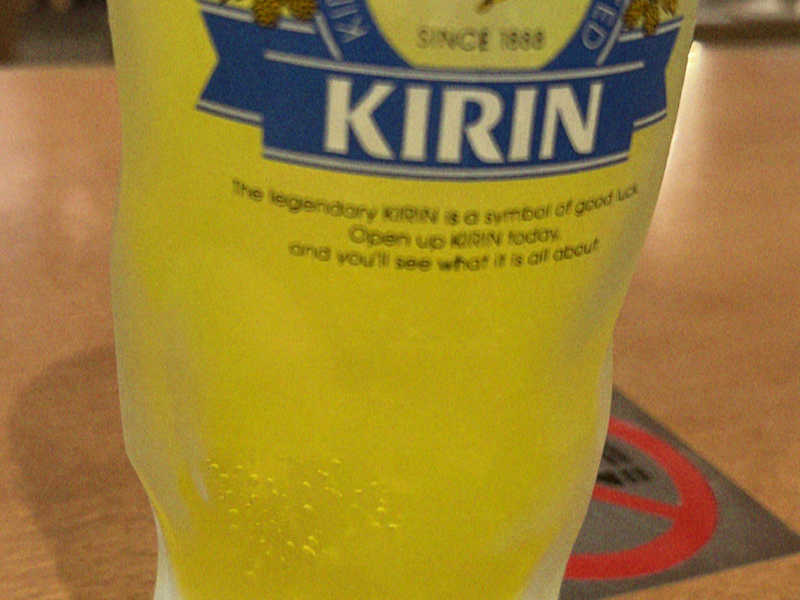 SINCE 1888
KIRIN
The legendary KIRIN is a symbol of good luck.
Open up KIRIN today,
and you'll see what it is all about.